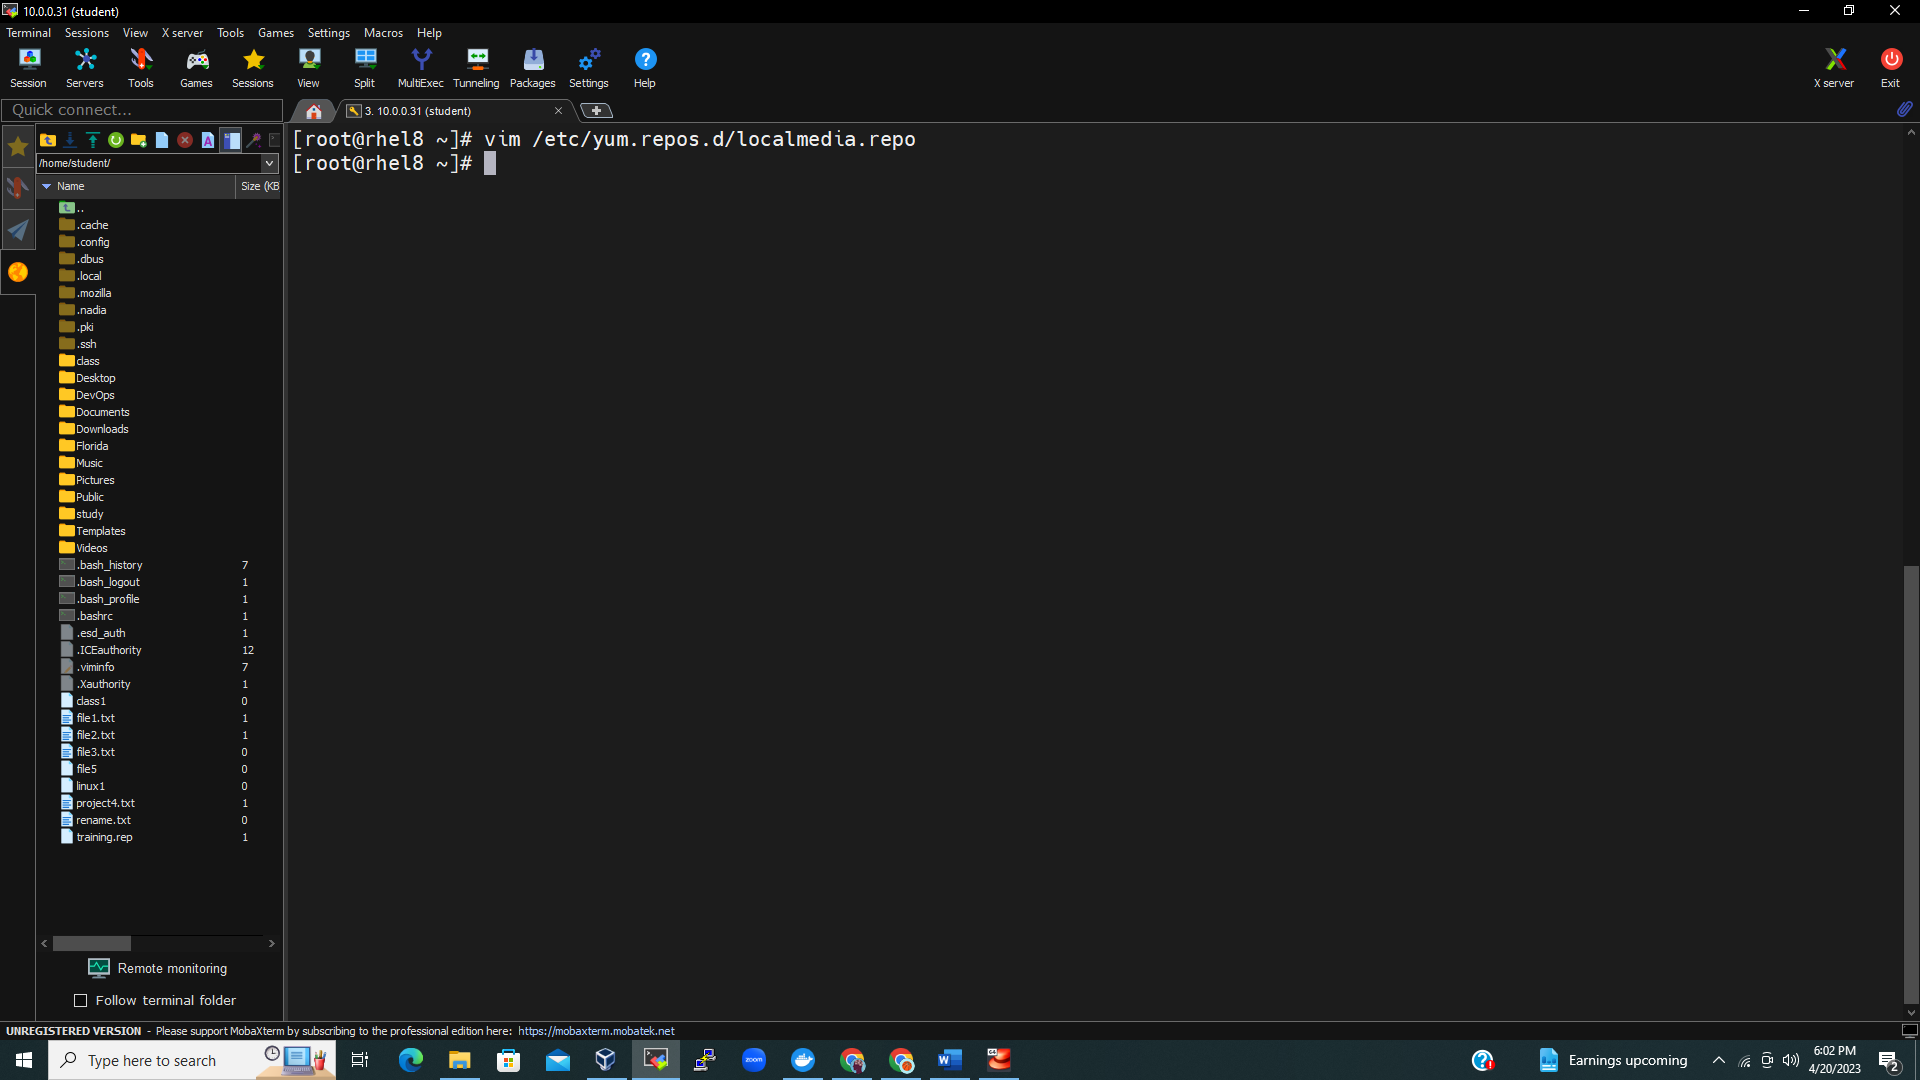 10.0.0.31 (student)
Terminal Sessions View X server Tools Games Settings Macros Help
Session Servers Tools Games Sessions View Split MultiExec Tunneling Packages Settings Help X server Exit
Quick connect...
3. 10.0.0.31 (student)
/home/student/
Name Size (KB
[root@rhel8 ~]# vim /etc/yum.repos.d/localmedia.repo
[root@rhel8 ~]#
..
.cache
.config
.dbus
.local
.mozilla
.nadia
.pki
.ssh
class
Desktop
DevOps
Documents
Downloads
Florida
Music
Pictures
Public
study
Templates
Videos
.bash_history 7
.bash_logout 1
.bash_profile 1
.bashrc 1
.esd_auth 1
.ICEauthority 12
.viminfo 7
.Xauthority 1
class1 0
file1.txt 1
file2.txt 1
file3.txt 0
file5 0
linux1 0
project4.txt 1
rename.txt 0
training.rep 1
Remote monitoring
Follow terminal folder
UNREGISTERED VERSION - Please support MobaXterm by subscribing to the professional edition here: https://mobaxterm.mobatek.net
Type here to search
zoom
Earnings upcoming
6:02 PM
4/20/2023
2